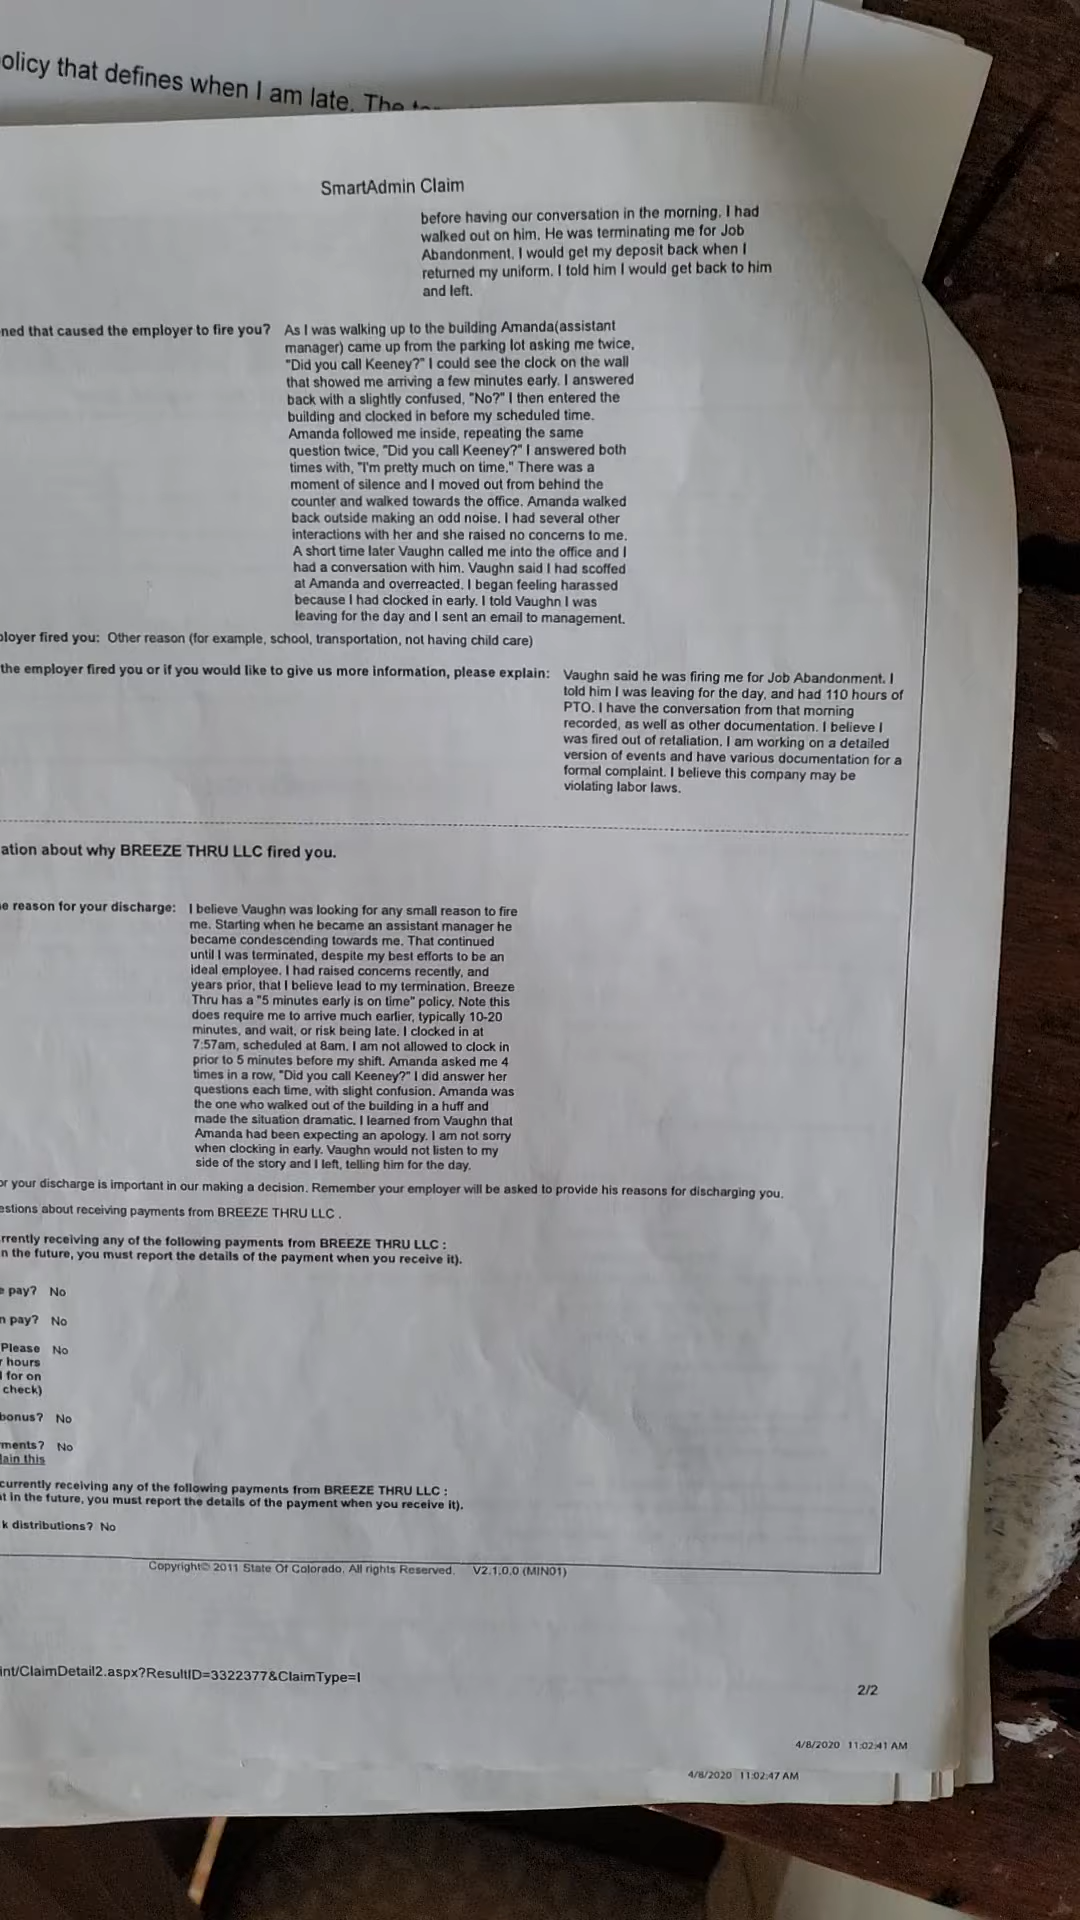 olicy that defines when I am late. The
SmartAdmin Claim
before having our conversation in the morning. I had
walked out on him. He was terminating me for Job
Abandonment. I would get my deposit back when I
returned my uniform. I told him I would get back to him
and left.
ned that caused the employer to fire you? As I was walking up to the building Amanda(assistant
manager) came up from the parking lot asking me twice,
"Did you call Keeney?" I could see the clock on the wall
that showed me arriving a few minutes early. I answered
back with a slightly confused, "No?" I then entered the
building and clocked in before my scheduled time.
Amanda followed me inside, repeating the same
question twice, "Did you call Keeney?" I answered both
times with, "I'm pretty much on time." There was a
moment of silence and I moved out from behind the
counter and walked towards the office. Amanda walked
back outside making an odd noise. I had several other
interactions with her and she raised no concerns to me.
A short time later Vaughn called me into the office and I
had a conversation with him. Vaughn said I had scoffed
at Amanda and overreacted. I began feeling harassed
because I had clocked in early. I told Vaughn I was
leaving for the day and I sent an email to management.
ployer fired you: Other reason (for example, school, transportation, not having child care)
the employer fired you or if you would like to give us more information, please explain: Vaughn said he was firing me for Job Abandonment. I
told him I was leaving for the day, and had 110 hours of
PTO. I have the conversation from that morning
recorded, as well as other documentation. I believe I
was fired out of retaliation. I am working on a detailed
version of events and have various documentation for a
formal complaint. I believe this company may be
violating labor laws.
ation about why BREEZE THRU LLC fired you.
e reason for your discharge: I believe Vaughn was looking for any small reason to fire
me. Starting when he became an assistant manager he
became condescending towards me. That continued
until I was terminated, despite my best efforts to be an
ideal employee. I had raised concerns recently, and
years prior, that I believe lead to my termination. Breeze
Thru has a "5 minutes early is on time" policy. Note this
does require me to arrive much earlier, typically 10-20
minutes, and wait, or risk being late. I clocked in at
7:57am, scheduled at 8am. I am not allowed to clock in
prior to 5 minutes before my shift. Amanda asked me 4
times in a row, "Did you call Keeney?" I did answer her
questions each time, with slight confusion. Amanda was
the one who walked out of the building in a huff and
made the situation dramatic. I learned from Vaughn that
Amanda had been expecting an apology. I am not sorry
when clocking in early. Vaughn would not listen to my
side of the story and I left, telling him for the day.
or your discharge is important in our making a decision. Remember your employer will be asked to provide his reasons for discharging you.
estions about receiving payments from BREEZE THRU LLC .
rrently receiving any of the following payments from BREEZE THRU LLC :
n the future, you must report the details of the payment when you receive it).
e pay? No
n pay? No
Please No
r hours
l for on
check)
bonus? No
ments? No
lain this
currently receiving any of the following payments from BREEZE THRU LLC :
nt in the future, you must report the details of the payment when you receive it).
k distributions? No
Copyright© 2011 State Of Colorado. All rights Reserved. V2.1.0.0 (MIN01)
int/ClaimDetail2.aspx?ResultID=3322377&ClaimType=I
2/2
4/8/2020 11:02:41 AM
4/8/2020 11:02:47 AM